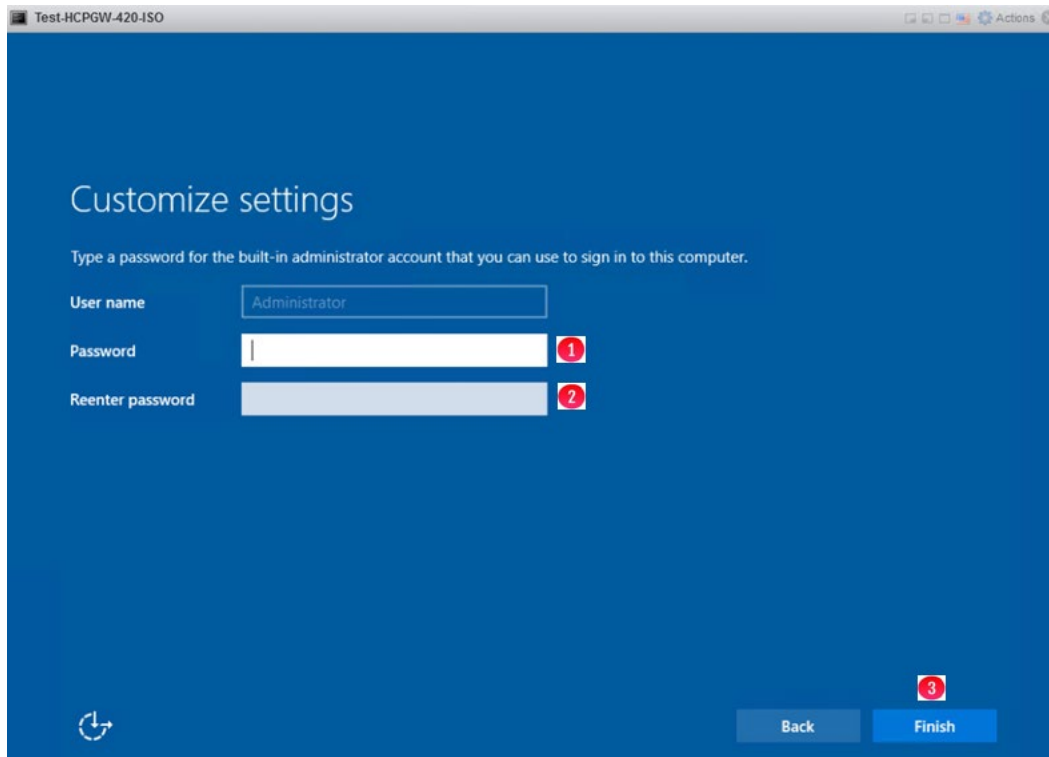 Test-HCPGW-420-ISO
Actions
Customize settings
Type a password for the built-in administrator account that you can use to sign in to this computer.
User name
Administrator
Password
1
Reenter password
2
3
Back
Finish